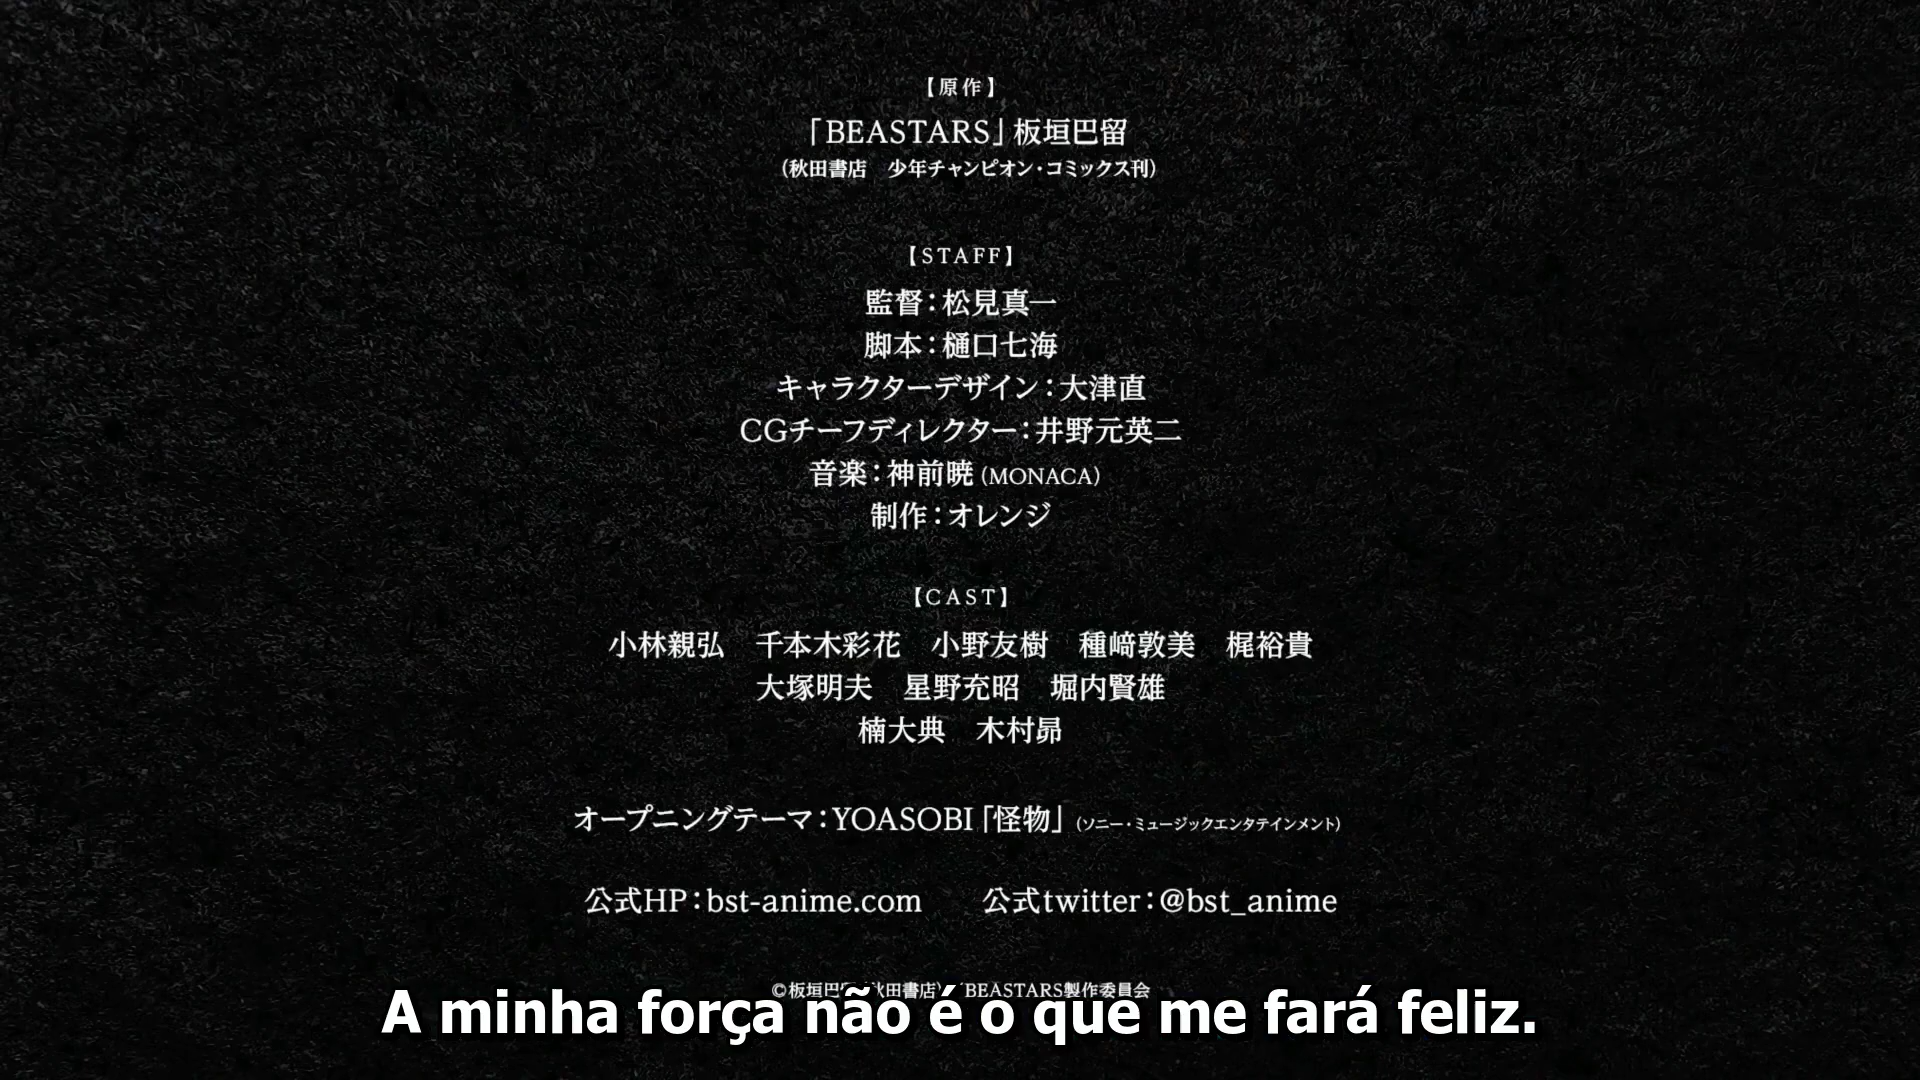 【原作】
「BEASTARS」板垣巴留
（秋田書店　少年チャンピオン・コミックス刊）
【STAFF】
監督：松見真一
脚本：樋口七海
キャラクターデザイン：大津直
CGチーフディレクター：井野元英二
音楽：神前暁（MONACA）
制作：オレンジ
【CAST】
小林親弘　千本木彩花　小野友樹　種﨑敦美　梶裕貴
大塚明夫　星野充昭　堀内賢雄
楠大典　木村昴
オープニングテーマ：YOASOBI「怪物」（ソニー・ミュージックエンタテインメント）
公式HP：bst-anime.com　　公式twitter：@bst_anime
©板垣巴 秋田書店）/BEASTARS製作委員会
A minha força não é o que me fará feliz.